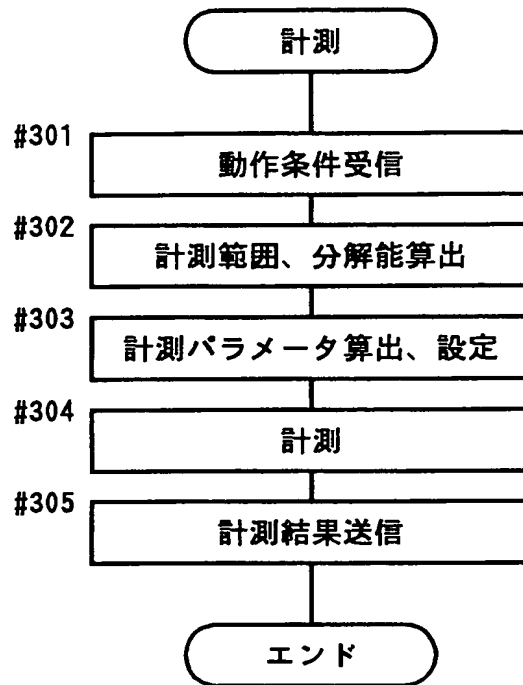 計測
#301
動作条件受信
#302
計測範囲、分解能算出
#303
計測パラメータ算出、設定
#304
計測
#305
計測結果送信
エンド